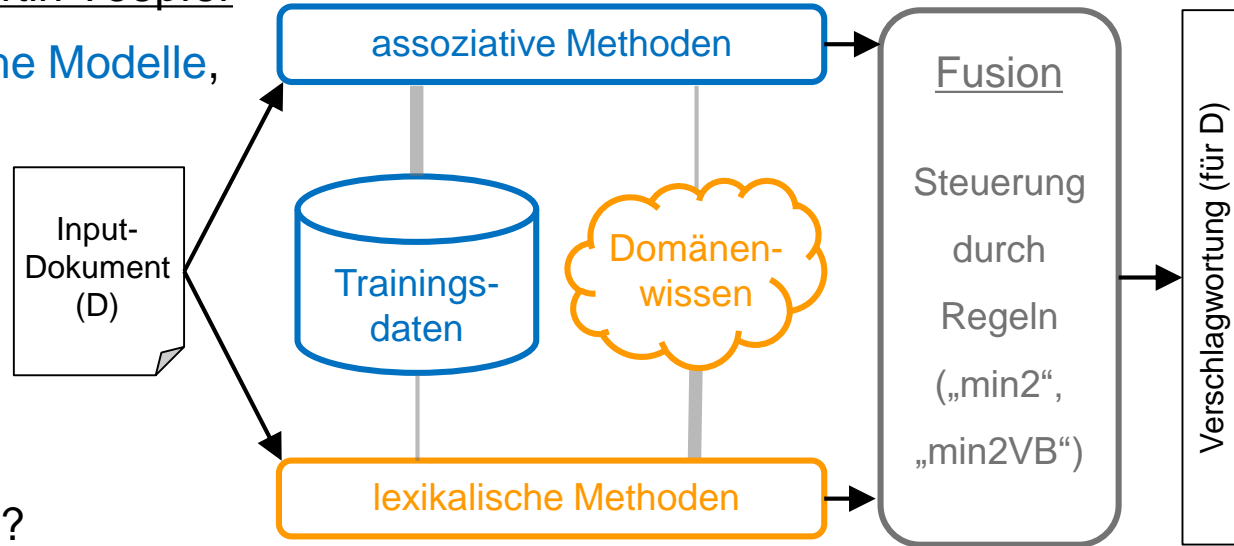 assoziative Methoden
ne Modelle,
Input-
Dokument
(D)
Trainings-
daten
Domänen-
wissen
lexikalische Methoden
?
Fusion
Steuerung
durch
Regeln
(„min2“,
„min2VB“)
Verschlagwortung (für D)